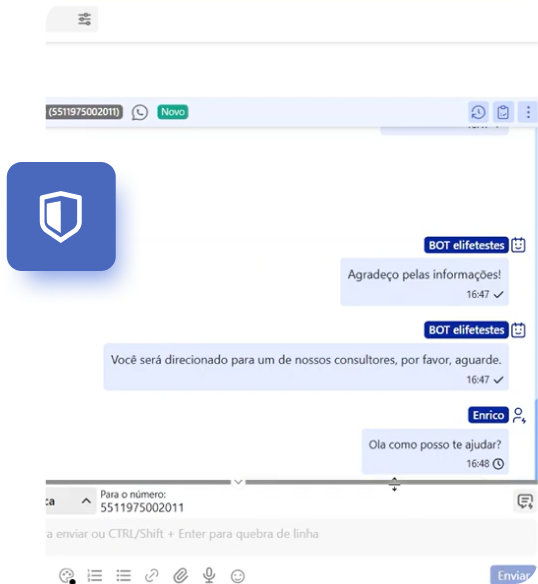 (5511975002011)
Novo
BOT elifetestes
Agradeço pelas informações!
16:47
BOT elifetestes
Você será direcionado para um de nossos consultores, por favor, aguarde.
16:47
Enrico
Ola como posso te ajudar?
16:48
Para o número:
5511975002011
enviar ou CTRL/Shift + Enter para quebra de linha
Enviar